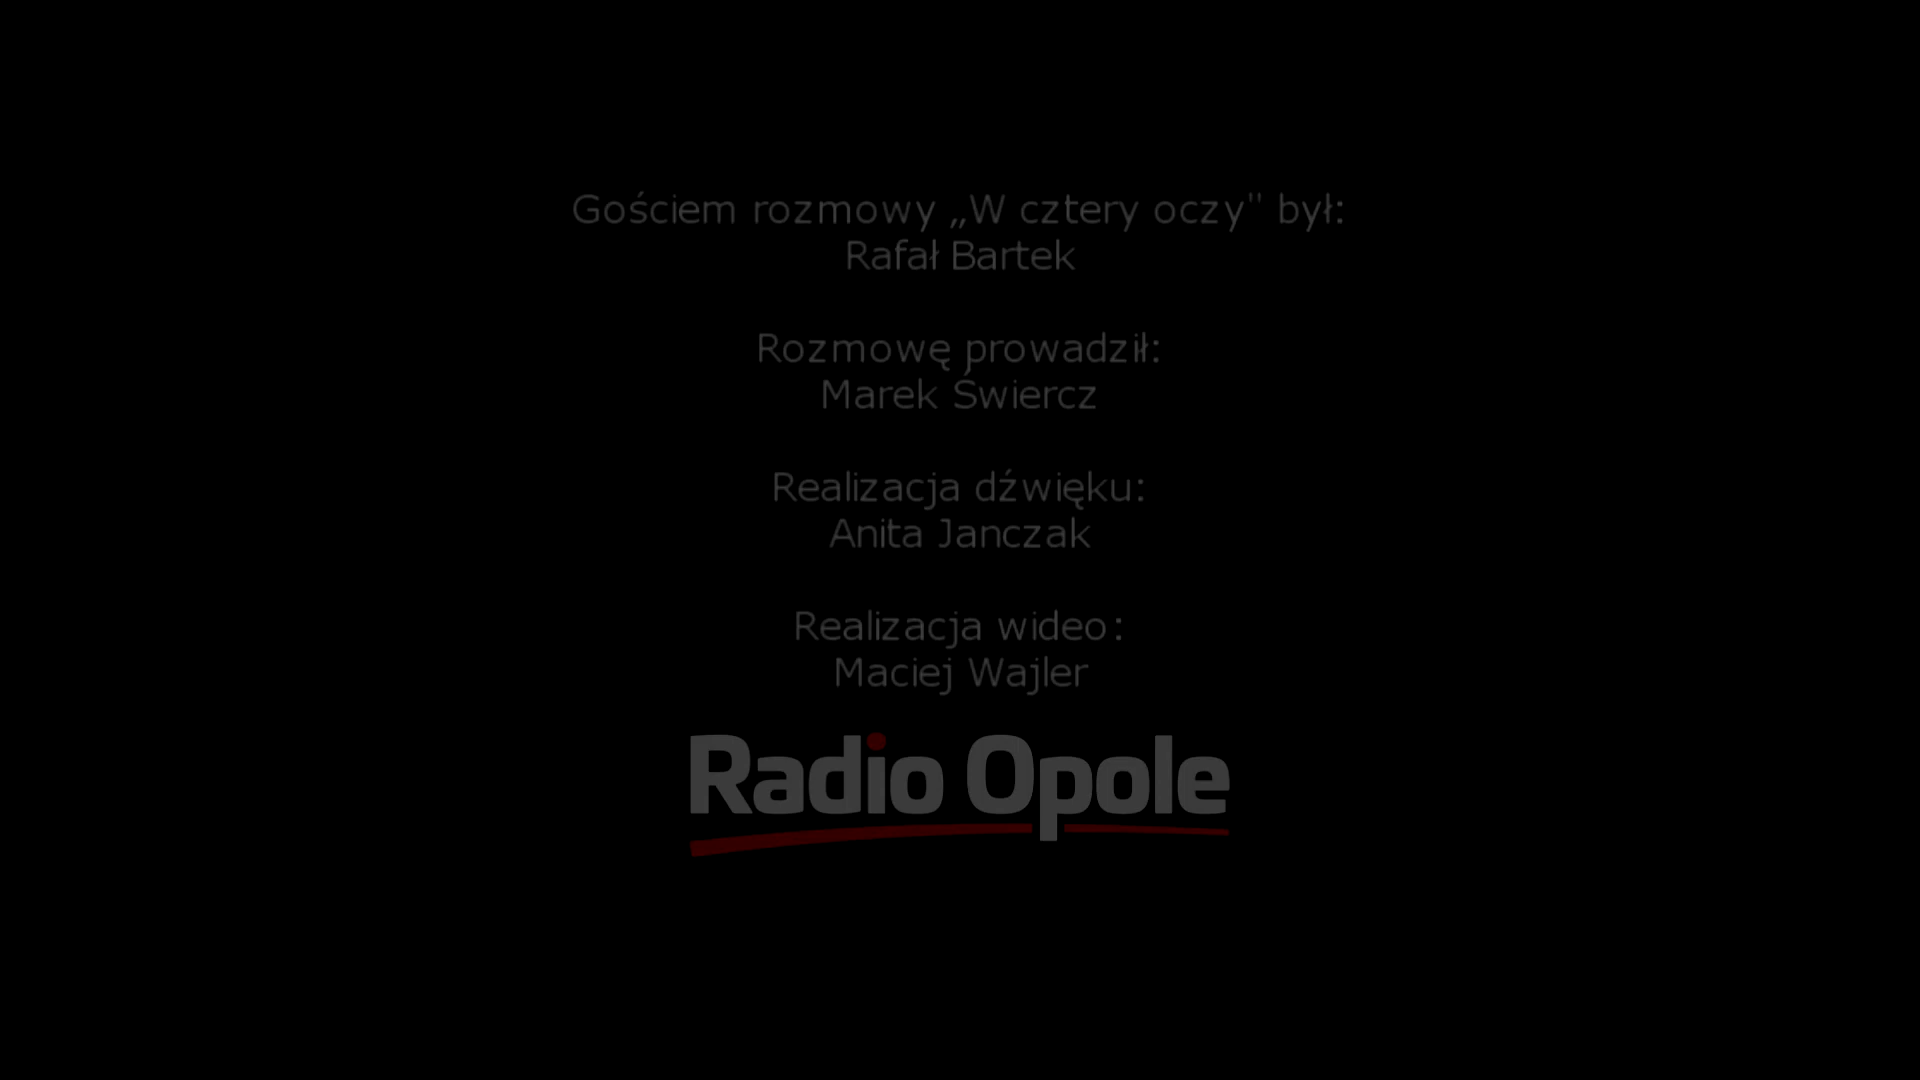 Gościem rozmowy „W cztery oczy" był:
Rafał Bartek
Rozmowę prowadził:
Marek Świercz
Realizacja dźwięku:
Anita Janczak
Realizacja wideo:
Maciej Wajler
Radio Opole